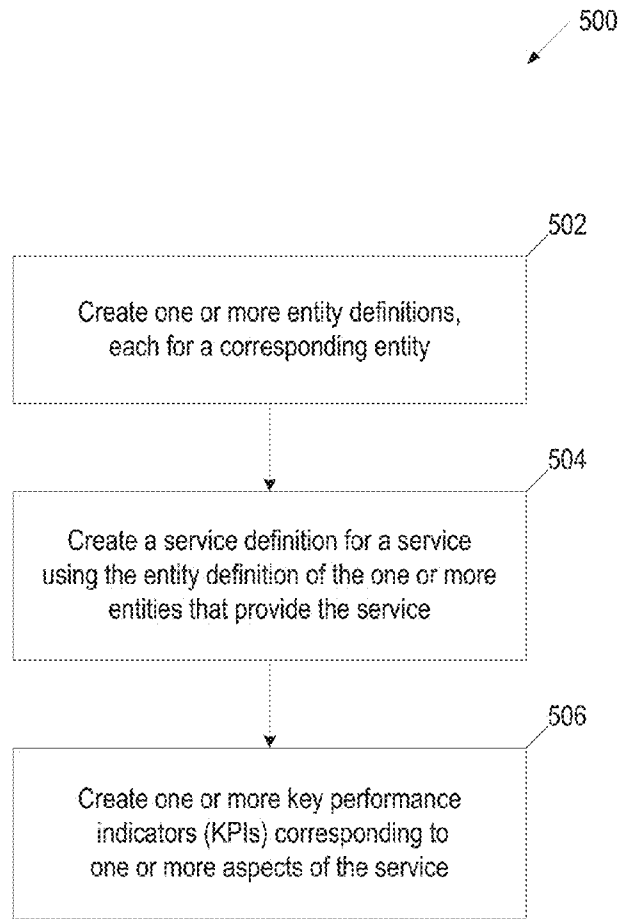 500
502
Create one or more entity definitions,
each for a corresponding entity
504
Create a service definition for a service
using the entity definition of the one or more
entities that provide the service
506
Create one or more key performance
indicators (KPIs) corresponding to
one or more aspects of the service